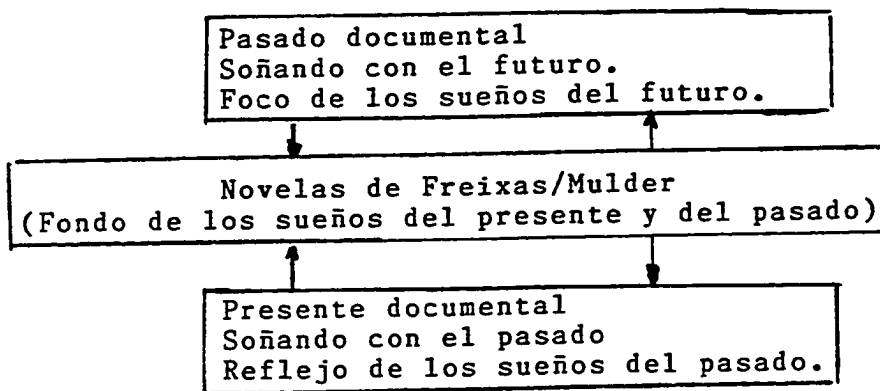 Pasado documental
Soñando con el futuro.
Foco de los sueños del futuro.
Novelas de Freixas/Mulder
(Fondo de los sueños del presente y del pasado)
Presente documental
Soñando con el pasado
Reflejo de los sueños del pasado.